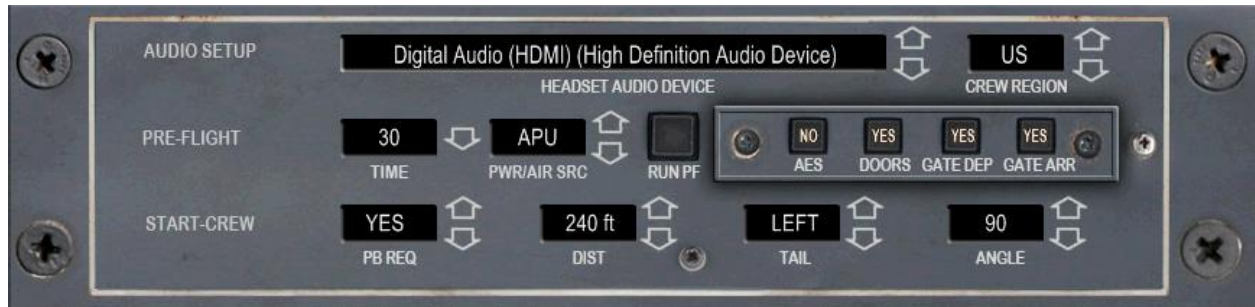 AUDIO SETUP Digital Audio (HDMI) (High Definition Audio Device) US
HEADSET AUDIO DEVICE CREW REGION
PRE-FLIGHT 30 APU NO YES YES YES
TIME PWR/AIR SRC RUN PF AES DOORS GATE DEP GATE ARR
START-CREW YES 240 ft LEFT 90
PB REQ DIST TAIL ANGLE